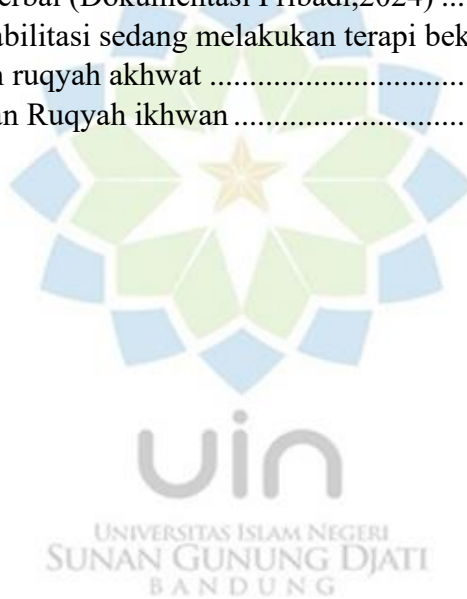 erbal (Dokumentasi Pribadi,2024) ...
abilitasi sedang melakukan terapi bek
n ruqyah akhwat ..............................
an Ruqyah ikhwan ...........................
uin
UNIVERSITAS ISLAM NEGERI
SUNAN GUNUNG DJATI
BANDUNG